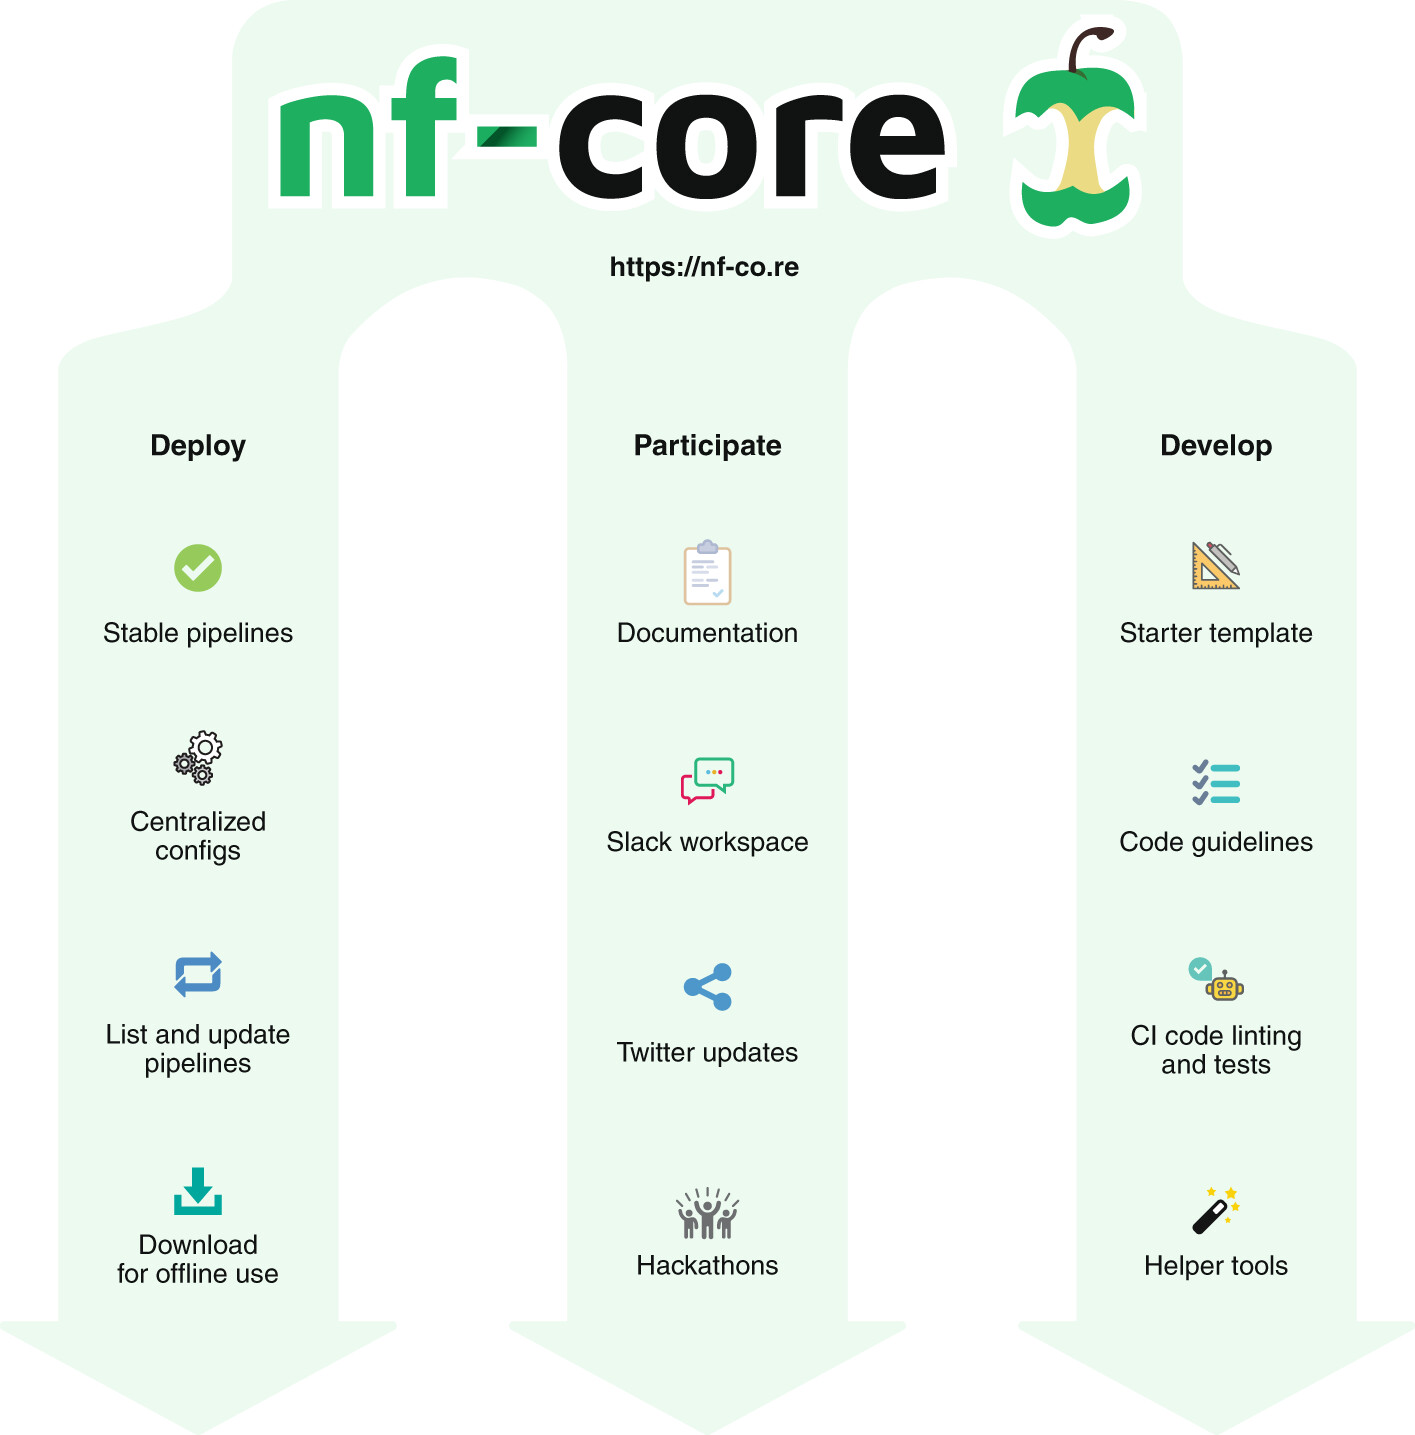 nf-core
https://nf-co.re
Deploy
Stable pipelines
Centralized
configs
List and update
pipelines
Download
for offline use
Participate
Documentation
Slack workspace
Twitter updates
Hackathons
Develop
Starter template
Code guidelines
CI code linting
and tests
Helper tools